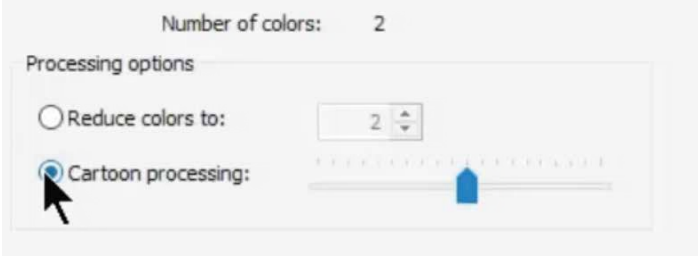 Number of colors: 2
Processing options
Reduce colors to: 2
Cartoon processing: